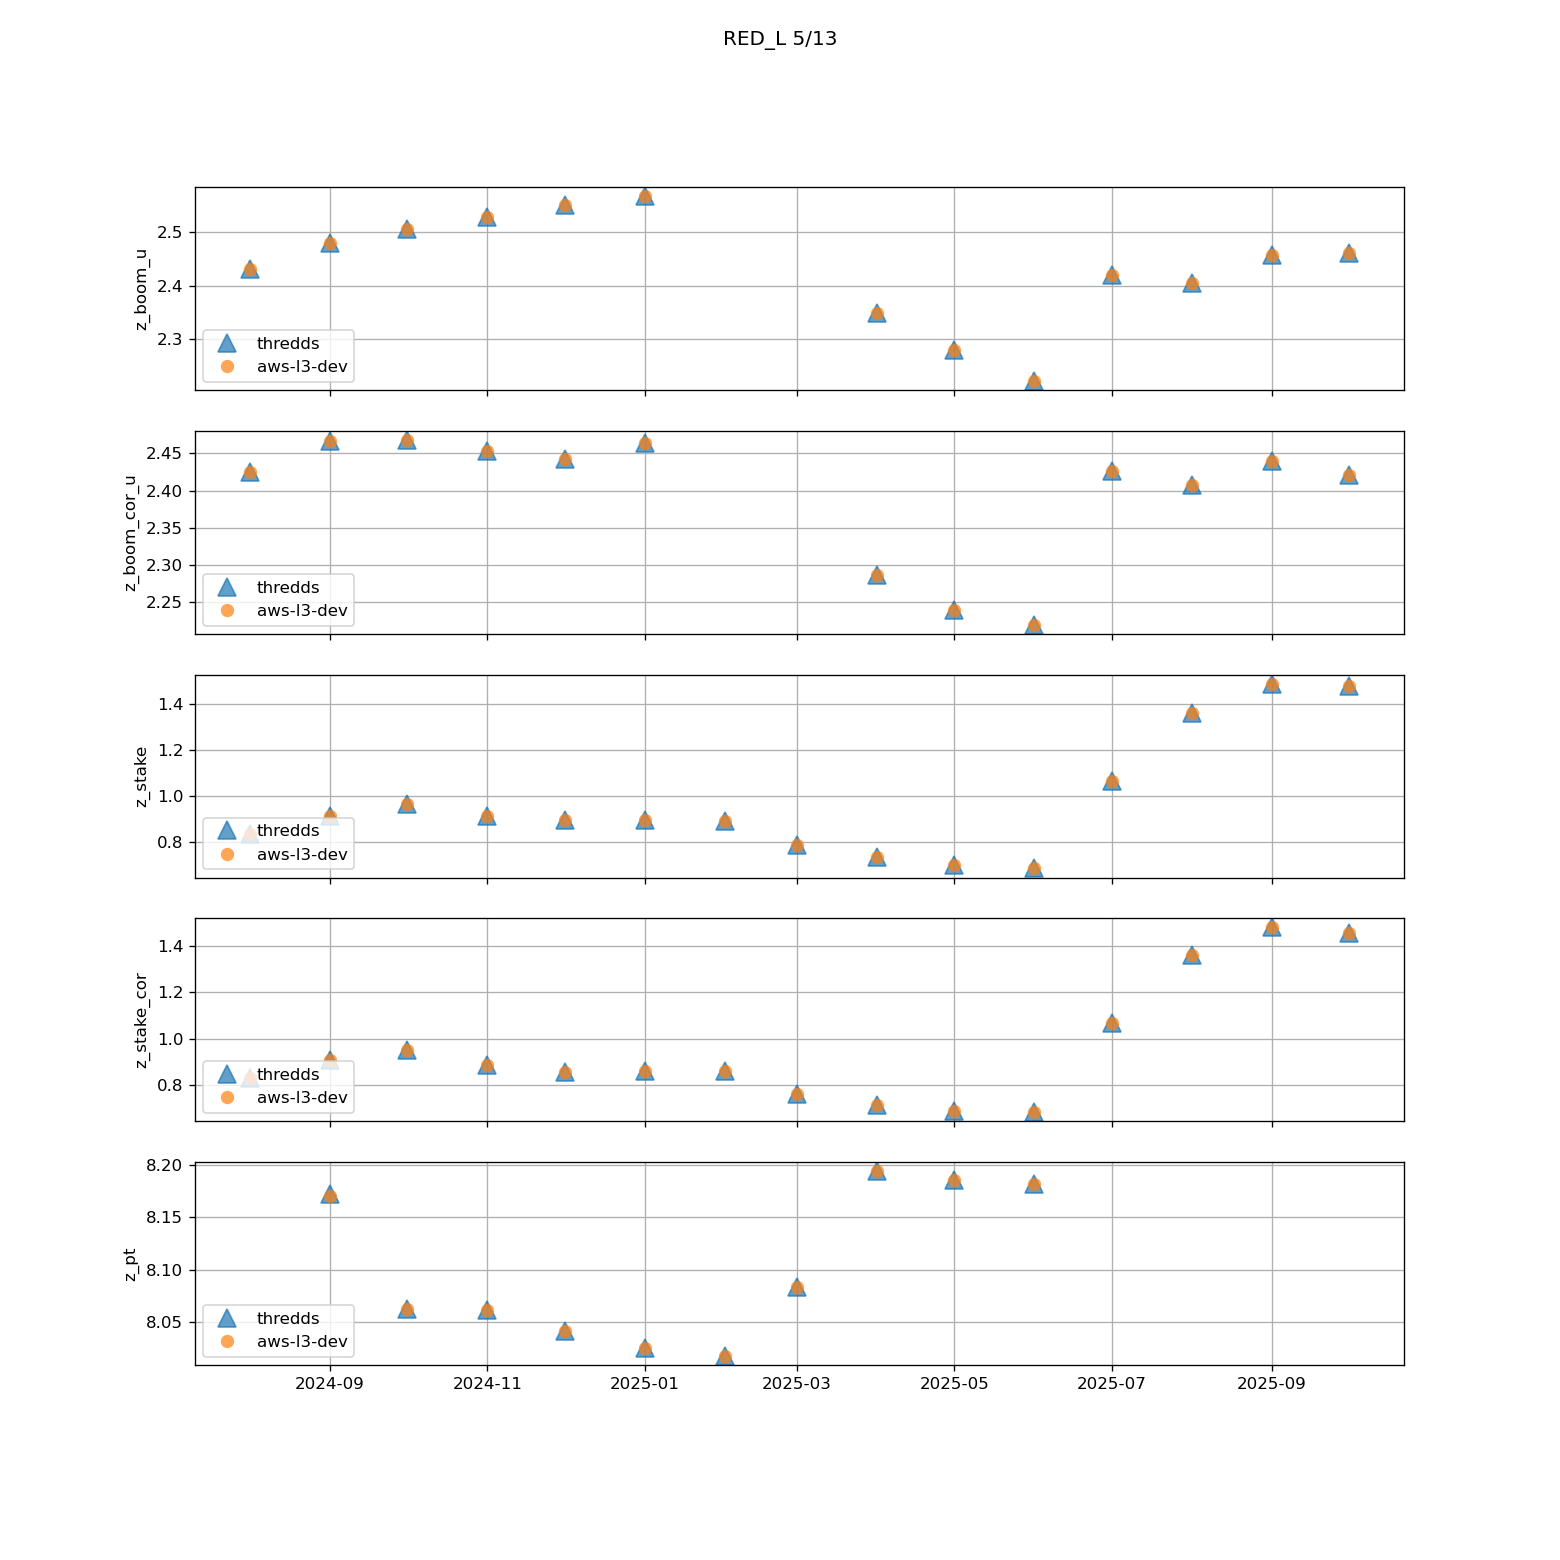 RED_L 5/13
z_boom_u
2.5
2.4
2.3
thredds
aws-l3-dev
z_boom_cor_u
2.45
2.40
2.35
2.30
2.25
thredds
aws-l3-dev
z_stake
1.4
1.2
1.0
0.8
thredds
aws-l3-dev
z_stake_cor
1.4
1.2
1.0
0.8
thredds
aws-l3-dev
z_pt
8.20
8.15
8.10
8.05
thredds
aws-l3-dev
2024-09 2024-11 2025-01 2025-03 2025-05 2025-07 2025-09